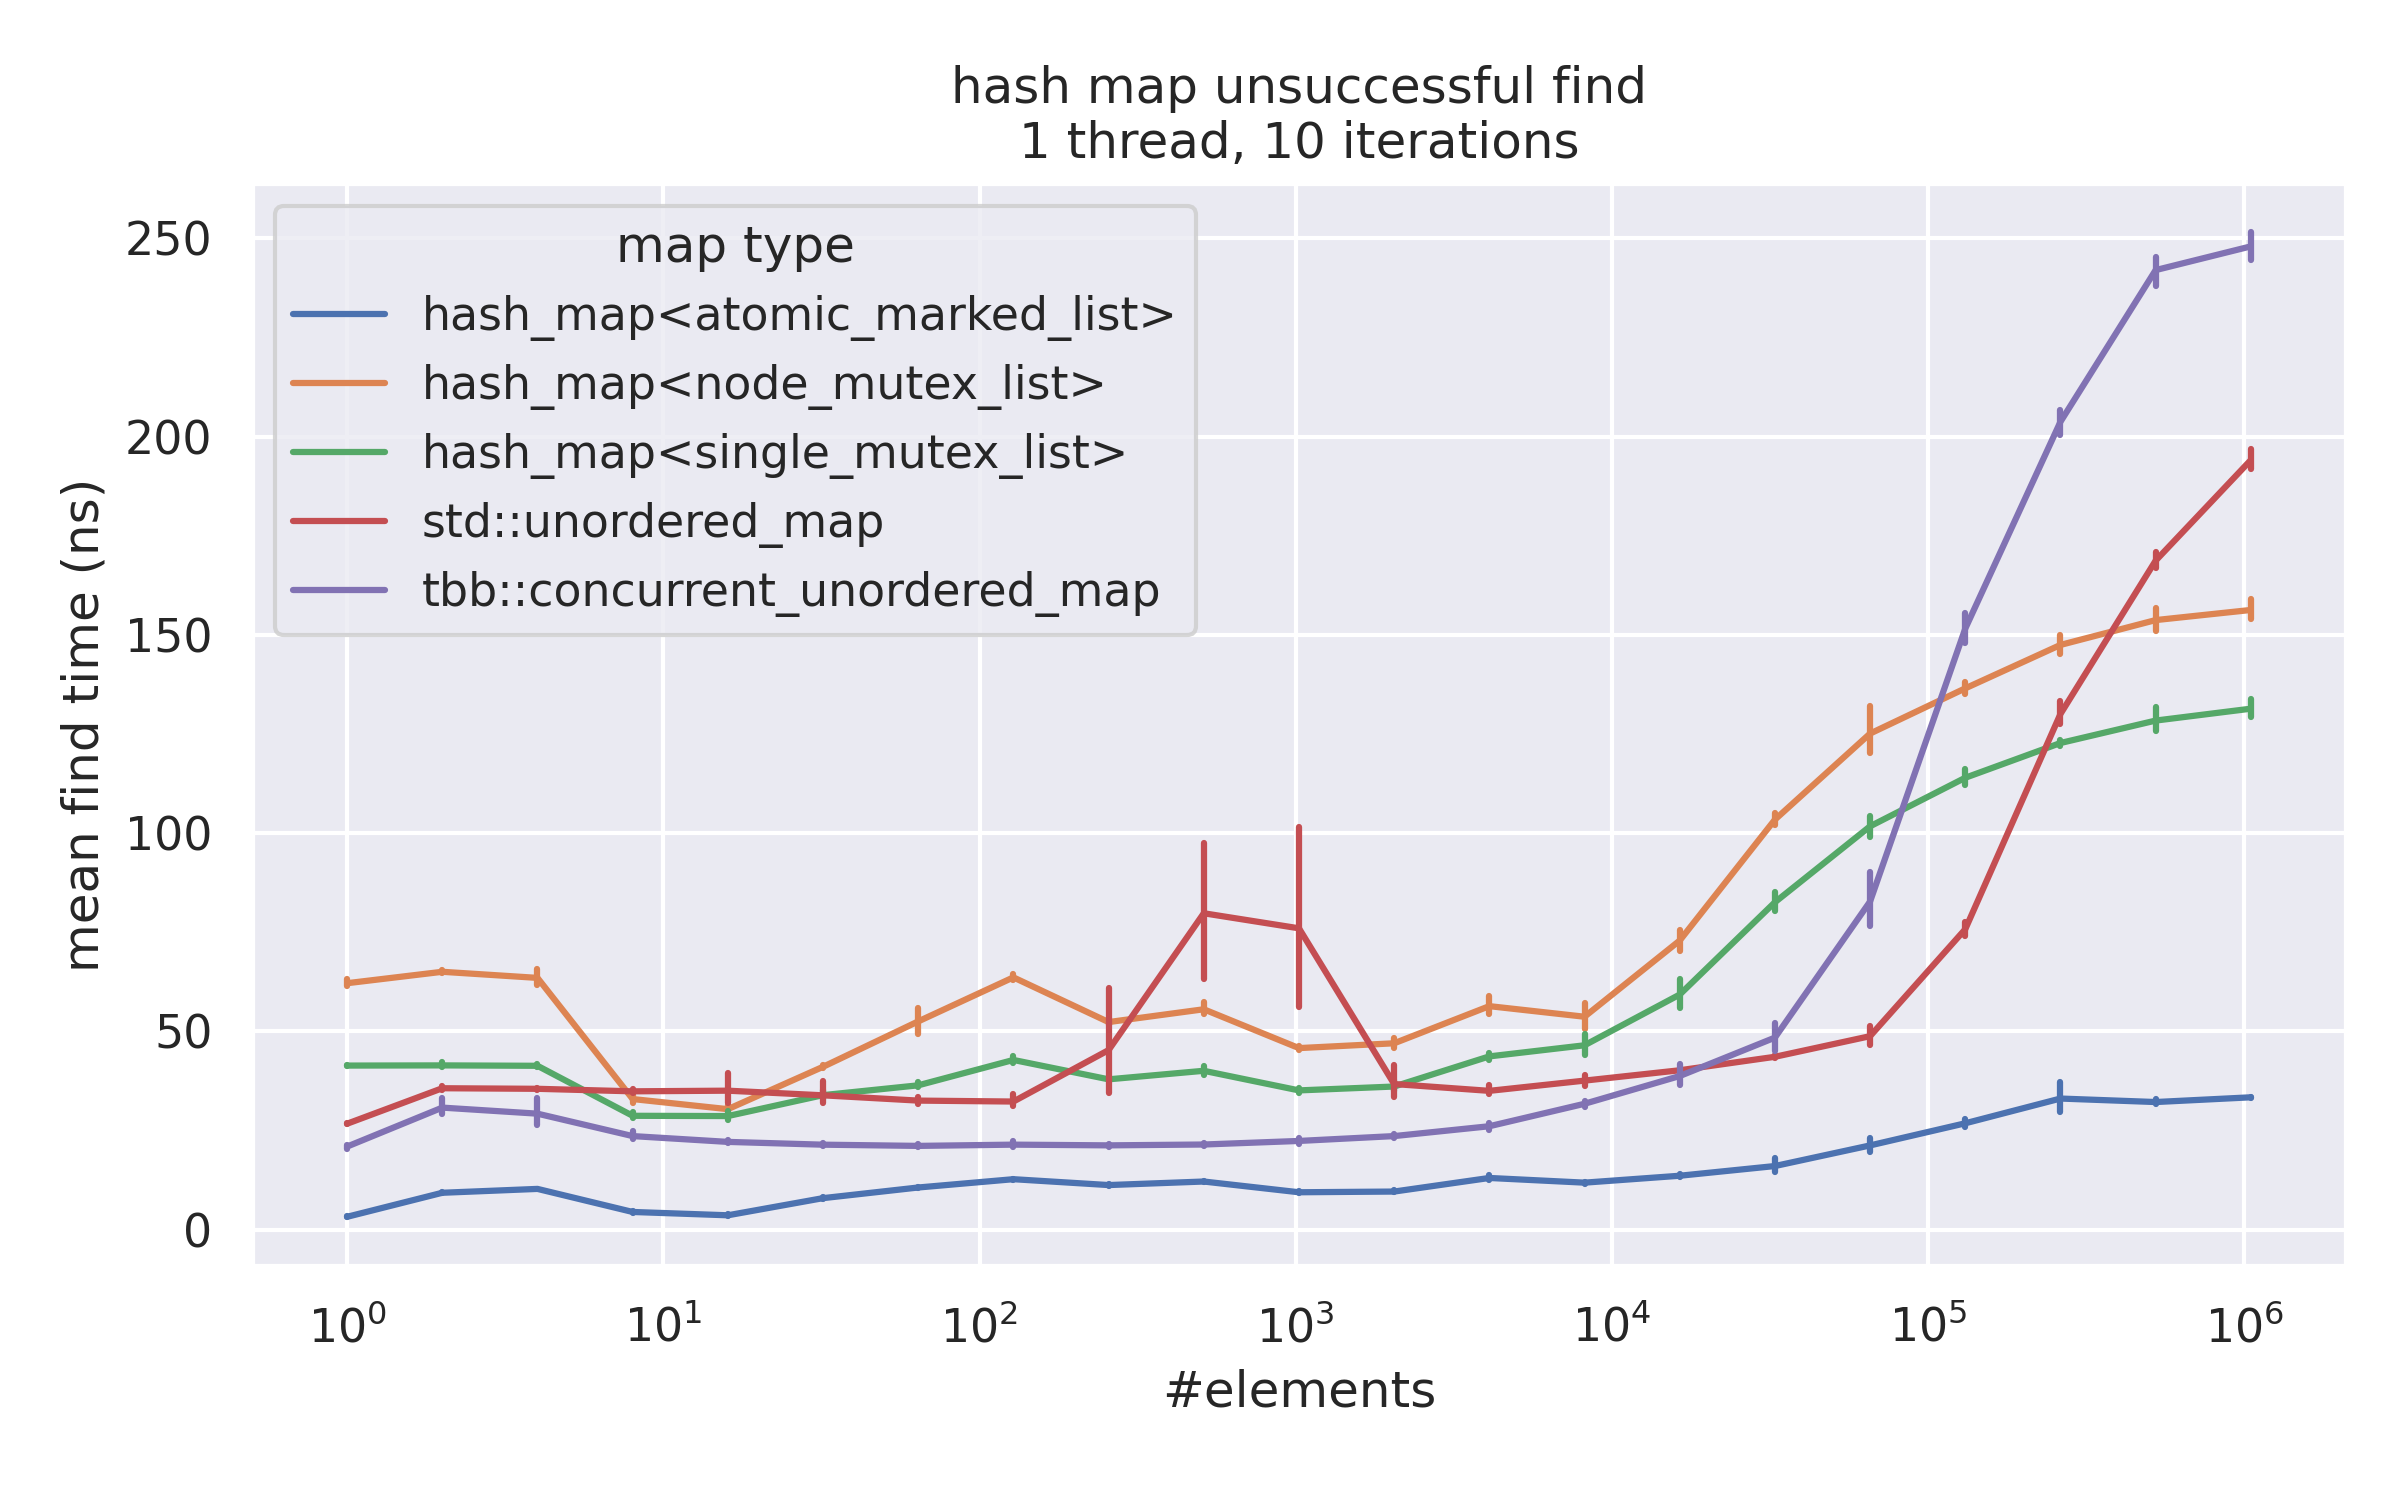 hash map unsuccessful find
1 thread, 10 iterations
map type
hash_map<atomic_marked_list>
hash_map<node_mutex_list>
hash_map<single_mutex_list>
std::unordered_map
tbb::concurrent_unordered_map
mean find time (ns)
250
200
150
100
50
0
10⁰ 10¹ 10² 10³ 10⁴ 10⁵ 10⁶
#elements